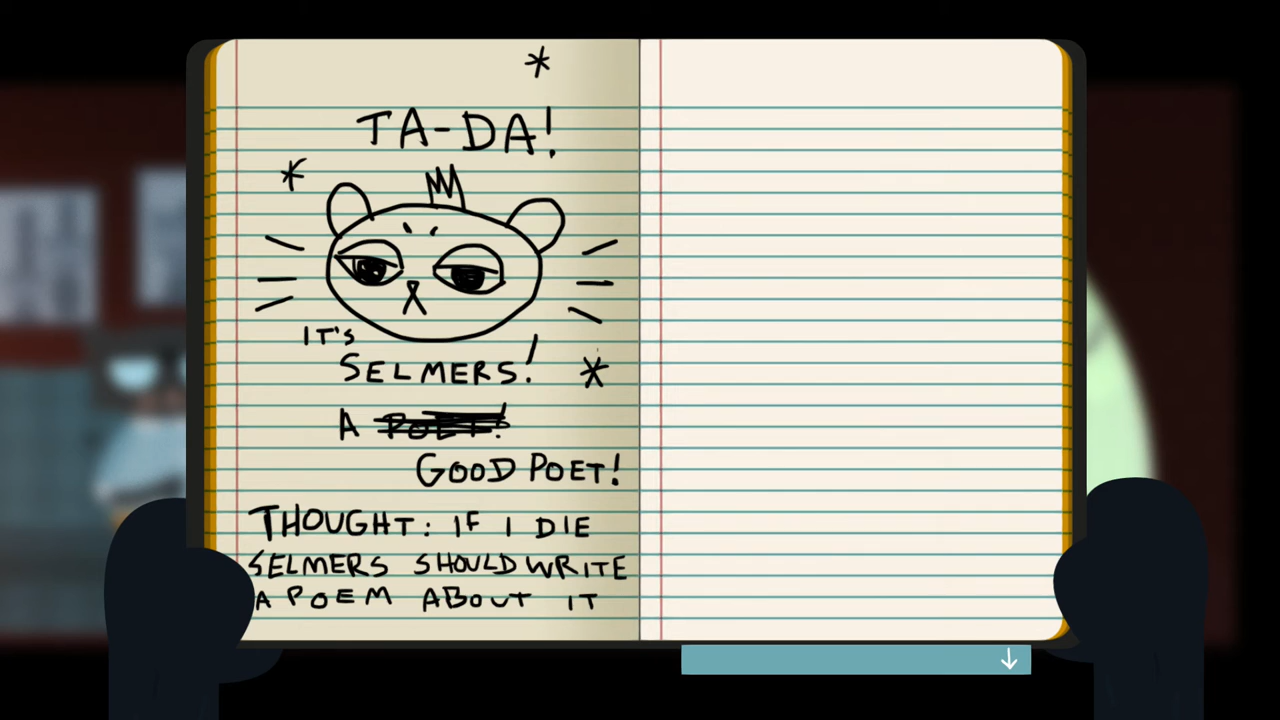 TA-DA!
IT'S
SELMERS!
A POET!
GOOD POET!
THOUGHT: IF I DIE
SELMERS SHOULD WRITE
A POEM ABOUT IT